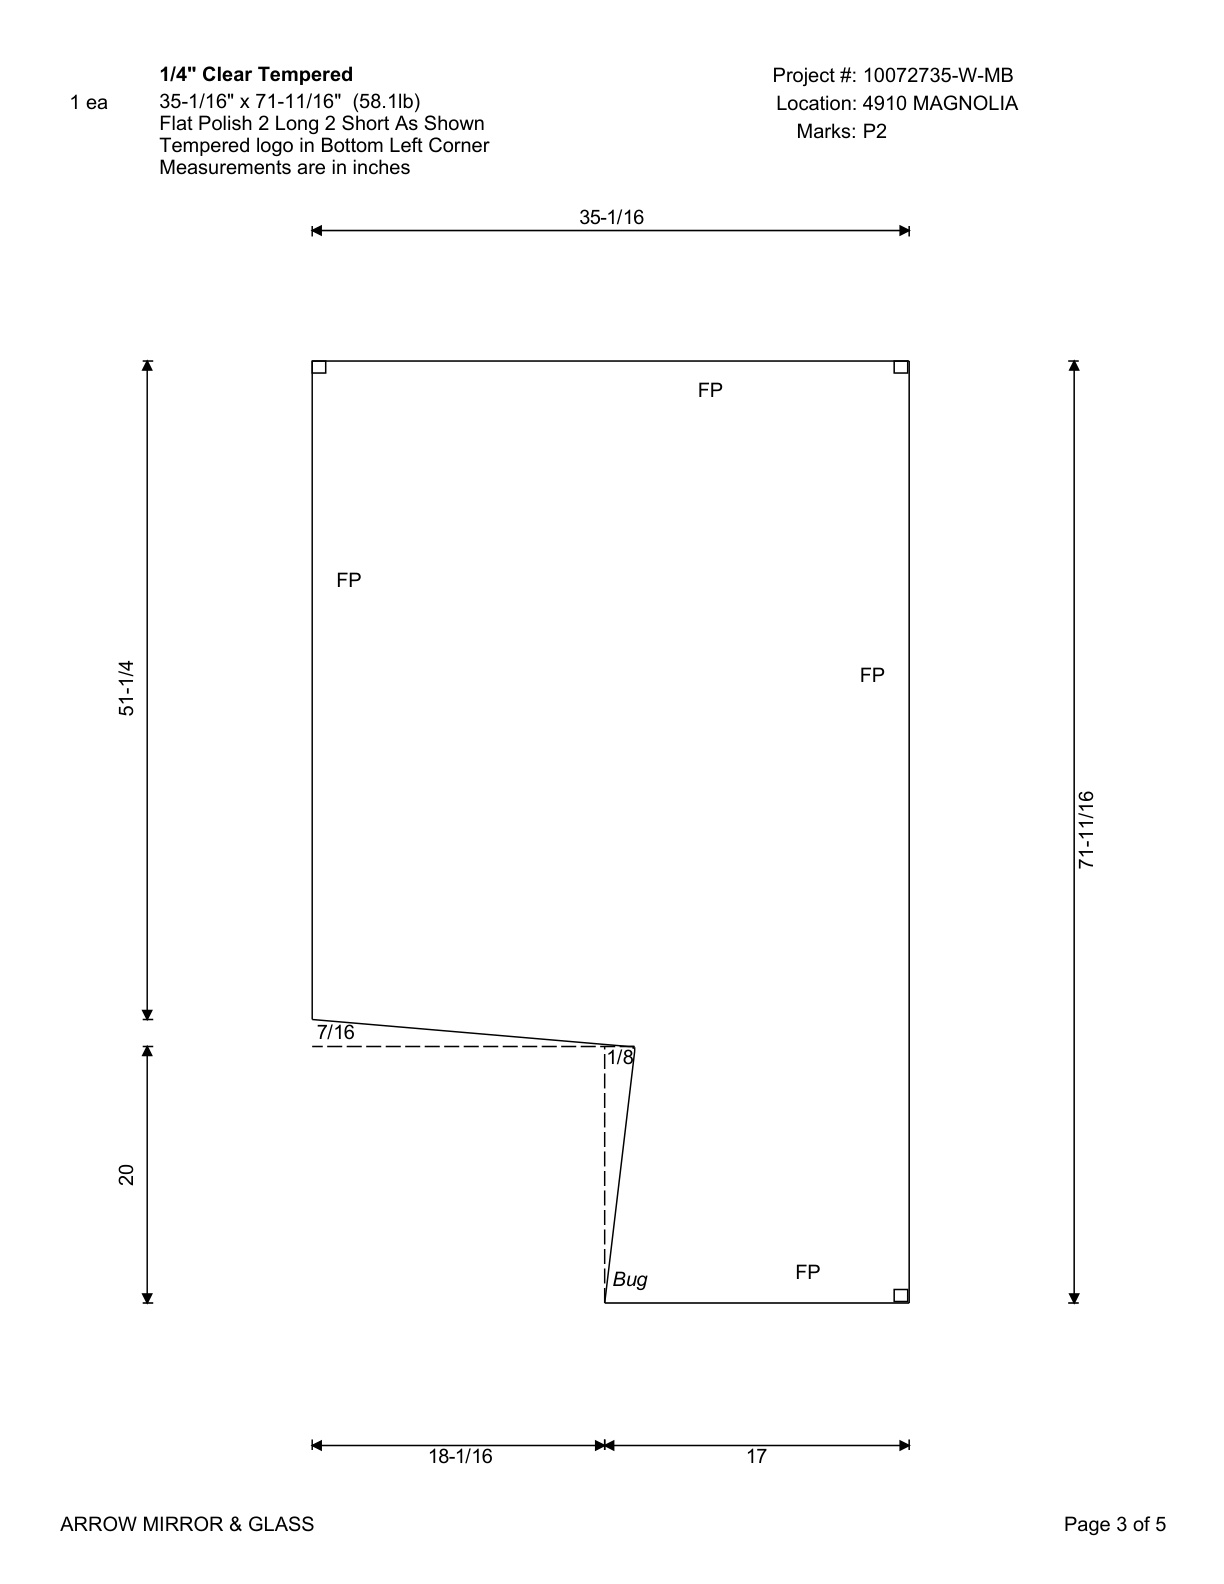 1/4" Clear Tempered
1 ea
35-1/16" x 71-11/16" (58.1lb)
Flat Polish 2 Long 2 Short As Shown
Tempered logo in Bottom Left Corner
Measurements are in inches
Project #: 10072735-W-MB
Location: 4910 MAGNOLIA
Marks: P2
35-1/16
FP
FP
51-1/4
FP
71-11/16
7/16
1/8
20
FP
Bug
18-1/16
17
ARROW MIRROR & GLASS
Page 3 of 5